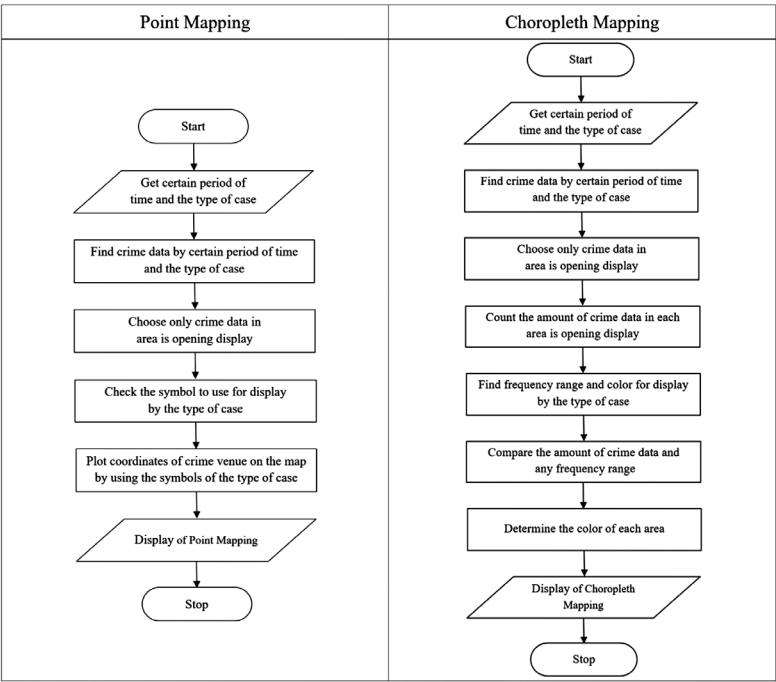 Point Mapping
Start
Get certain period of
time and the type of case
Find crime data by certain period of time
and the type of case
Choose only crime data in
area is opening display
Check the symbol to use for display
by the type of case
Plot coordinates of crime venue on the map
by using the symbols of the type of case
Display of Point Mapping
Stop
Choropleth Mapping
Start
Get certain period of
time and the type of case
Find crime data by certain period of time
and the type of case
Choose only crime data in
area is opening display
Count the amount of crime data in each
area is opening display
Find frequency range and color for display
by the type of case
Compare the amount of crime data and
any frequency range
Determine the color of each area
Display of Choropleth
Mapping
Stop